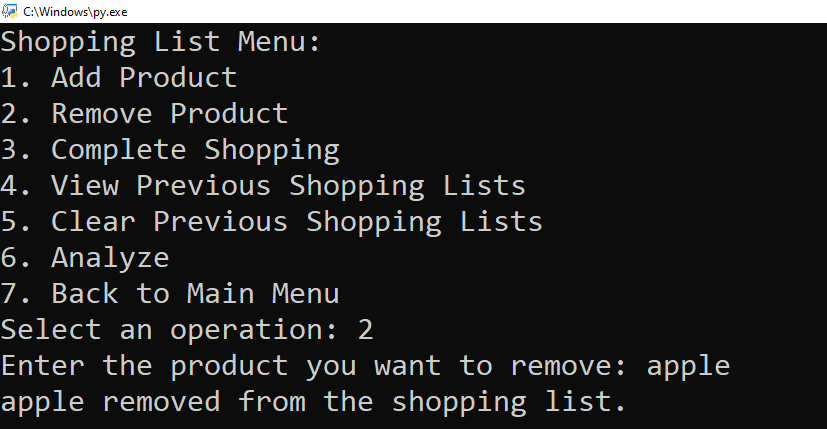 C:\Windows\py.exe
Shopping List Menu:
1. Add Product
2. Remove Product
3. Complete Shopping
4. View Previous Shopping Lists
5. Clear Previous Shopping Lists
6. Analyze
7. Back to Main Menu
Select an operation: 2
Enter the product you want to remove: apple
apple removed from the shopping list.